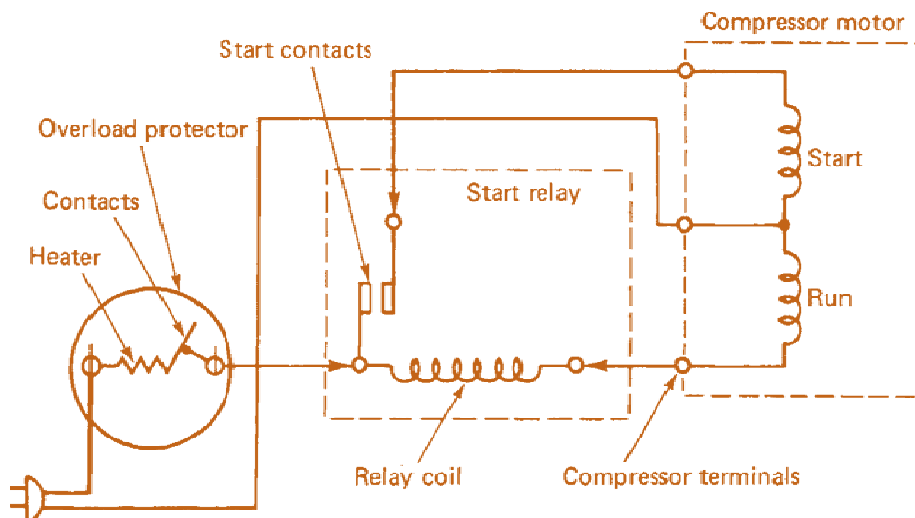 Compressor motor
Start contacts
Overload protector
Start
Start relay
Contacts
Heater
Run
Relay coil
Compressor terminals